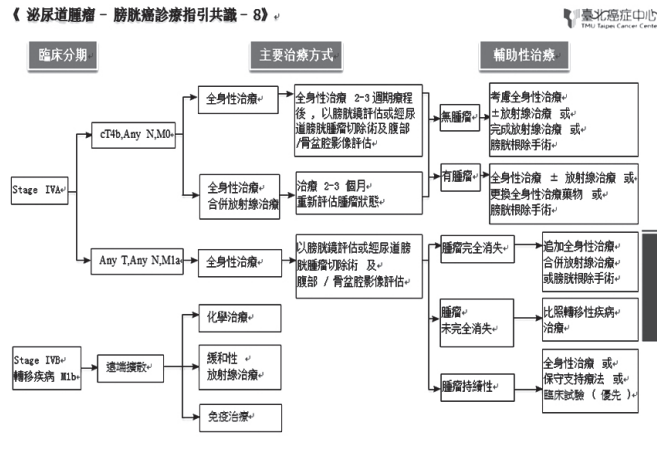 《 泌尿道腫瘤 - 膀胱癌診療指引共識 - 8》
臺北癌症中心
TMU Taipei Cancer Center
臨床分期
主要治療方式
輔助性治療
Stage IVA
cT4b,Any N,M0
全身性治療
全身性治療 2-3 週期療程
後 , 以膀胱鏡評估或經尿
道膀胱腫瘤切除術及腹部
/骨盆腔影像評估
全身性治療
合併放射線治療
治療 2-3 個月
重新評估腫瘤狀態
無腫瘤
考慮全身性治療
±放射線治療 或
完成放射線治療 或
膀胱根除手術
有腫瘤
全身性治療 ± 放射線治療 或
更換全身性治療藥物 或
膀胱根除手術
Any T,Any N,M1a
全身性治療
以膀胱鏡評估或經尿道膀
胱腫瘤切除術 及
腹部 / 骨盆腔影像評估
腫瘤完全消失
追加全身性治療
合併放射線治療
或膀胱根除手術
腫瘤
未完全消失
比照轉移性疾病
治療
腫瘤持續性
全身性治療 或
保守支持療法 或
臨床試驗 ( 優先 )
Stage IVB
轉移疾病 M1b
遠端擴散
化學治療
緩和性
放射線治療
免疫治療